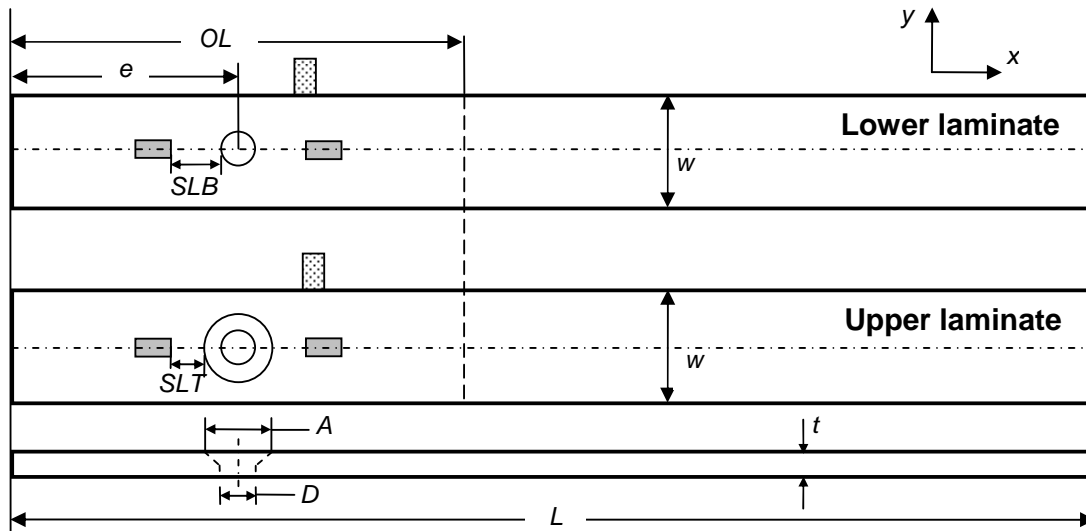 OL
y
e
x
Lower laminate
w
SLB
Upper laminate
w
SLT
A
t
D
L